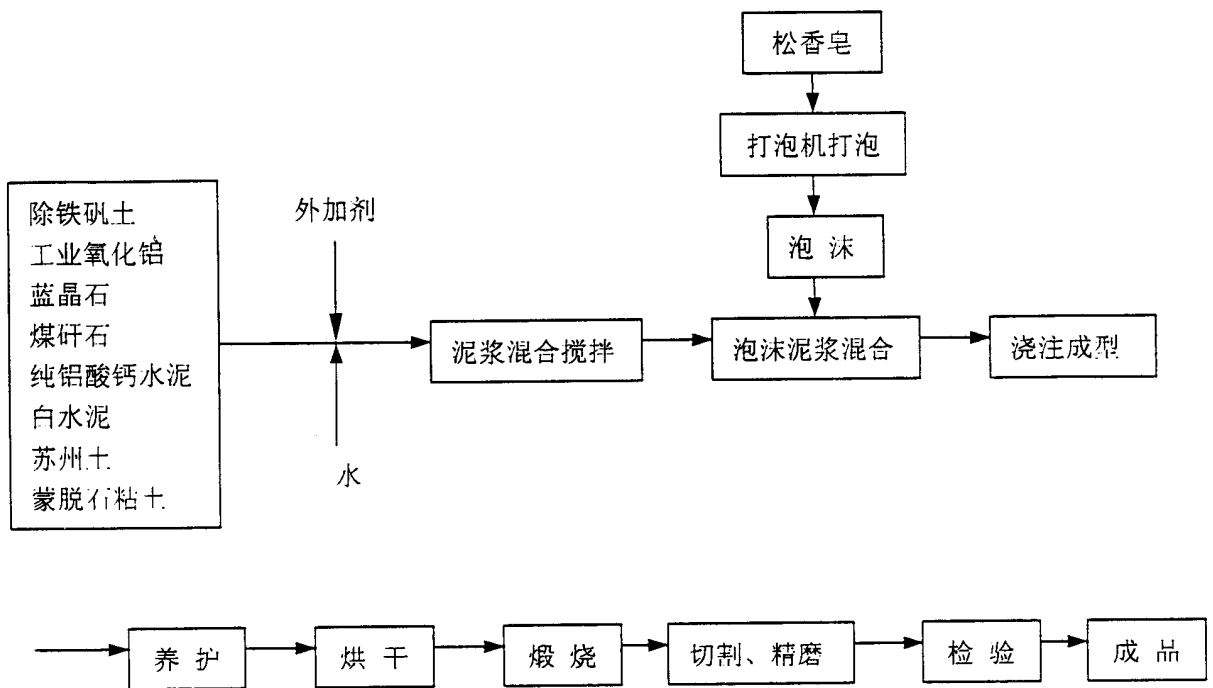 松香皂
打泡机打泡
泡 沫
除铁矾土
工业氧化铝
蓝晶石
煤矸石
纯铝酸钙水泥
白水泥
苏州土
蒙脱石粘土
外加剂
水
泥浆混合搅拌
泡沫泥浆混合
浇注成型
养 护
烘 干
煅 烧
切割、精磨
检 验
成 品